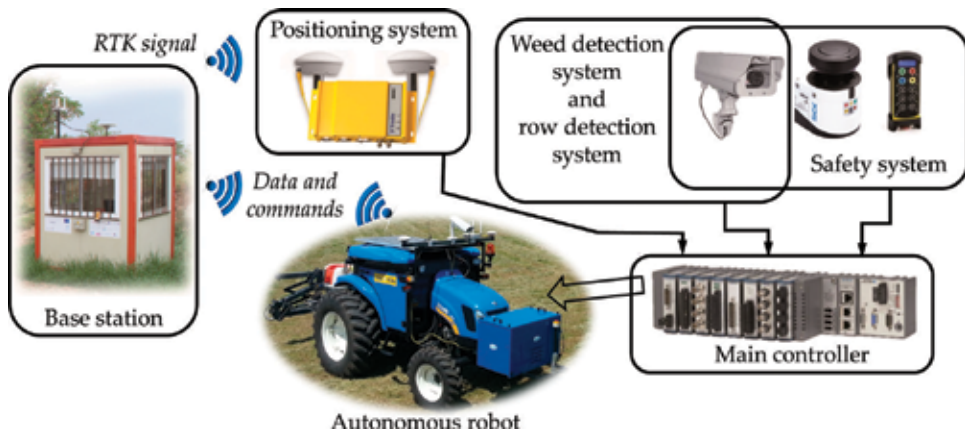 RTK signal
Positioning system
Weed detection
system
and
row detection
system
Safety system
Data and
commands
Base station
Main controller
Autonomous robot